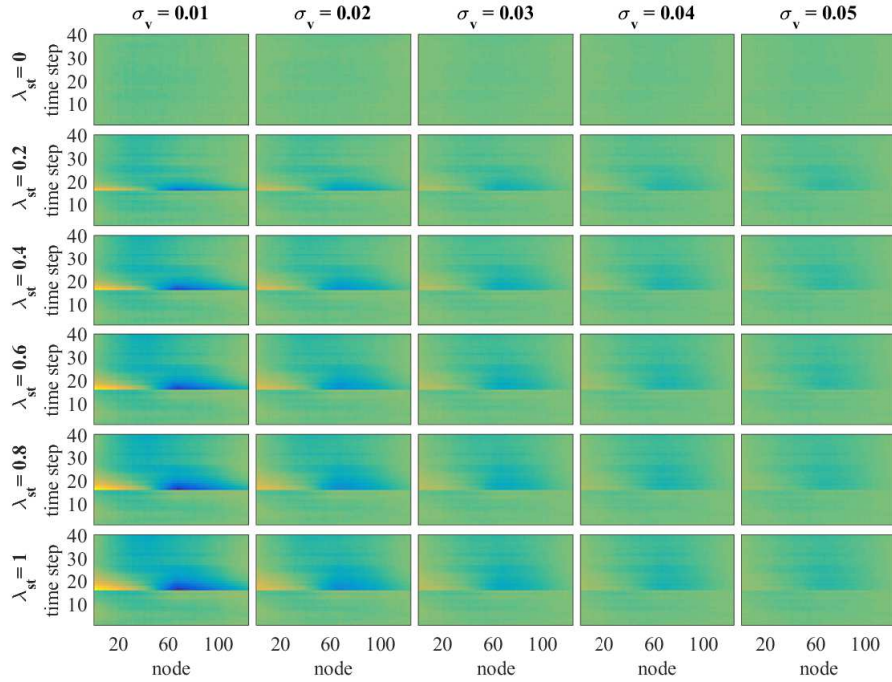 σv = 0.01 σv = 0.02 σv = 0.03 σv = 0.04 σv = 0.05
λst = 0
time step
40
30
20
10
λst = 0.2
time step
40
30
20
10
λst = 0.4
time step
40
30
20
10
λst = 0.6
time step
40
30
20
10
λst = 0.8
time step
40
30
20
10
λst = 1
time step
40
30
20
10
20 60 100 20 60 100 20 60 100 20 60 100 20 60 100
node node node node node